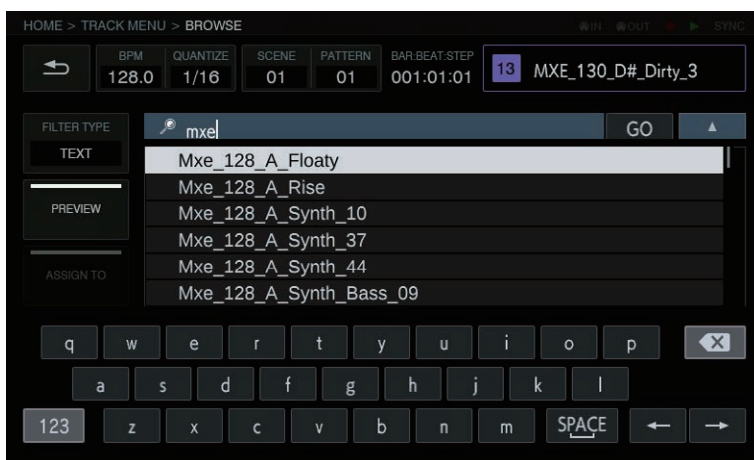 HOME > TRACK MENU > BROWSE IN OUT SYNC
BPM QUANTIZE SCENE PATTERN BAR:BEAT:STEP
128.0 1/16 01 01 001:01:01 13 MXE_130_D#_Dirty_3
FILTER TYPE
TEXT
mxe GO
Mxe_128_A_Floaty
Mxe_128_A_Rise
PREVIEW
Mxe_128_A_Synth_10
Mxe_128_A_Synth_37
ASSIGN TO
Mxe_128_A_Synth_44
Mxe_128_A_Synth_Bass_09
q w e r t y u i o p
a s d f g h j k l
123 z x c v b n m SPACE